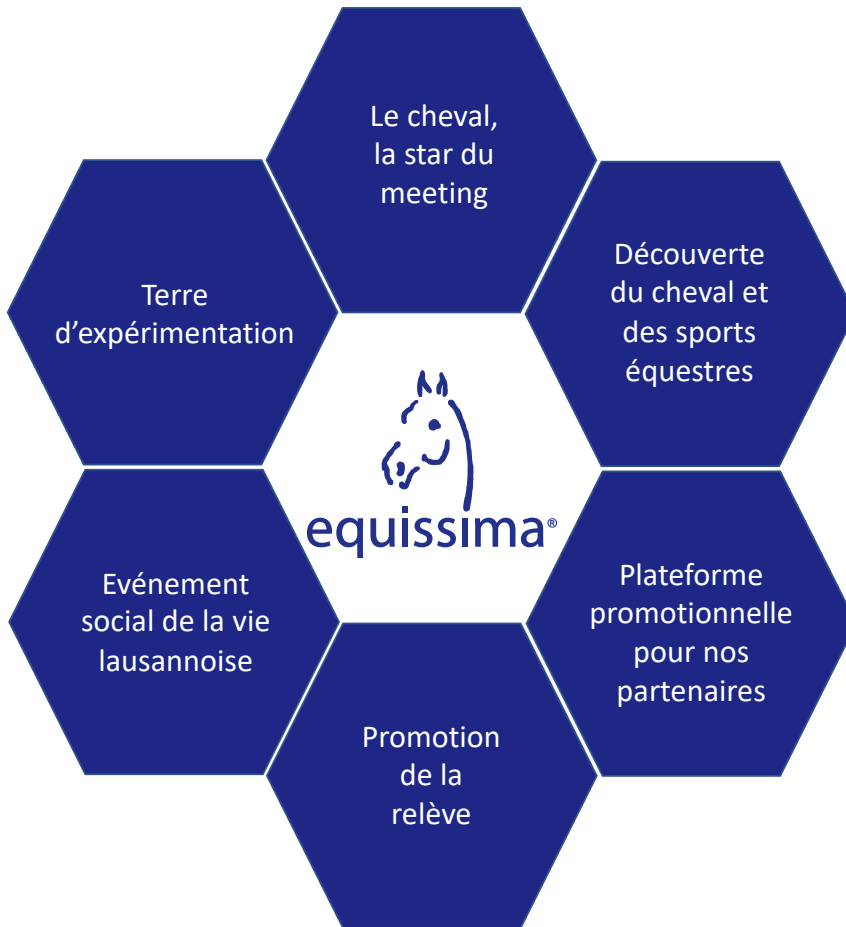 Le cheval,
la star du
meeting
Découverte
du cheval et
des sports
équestres
Terre
d’expérimentation
equissima®
Evénement
social de la vie
lausannoise
Plateforme
promotionnelle
pour nos
partenaires
Promotion
de la
relève